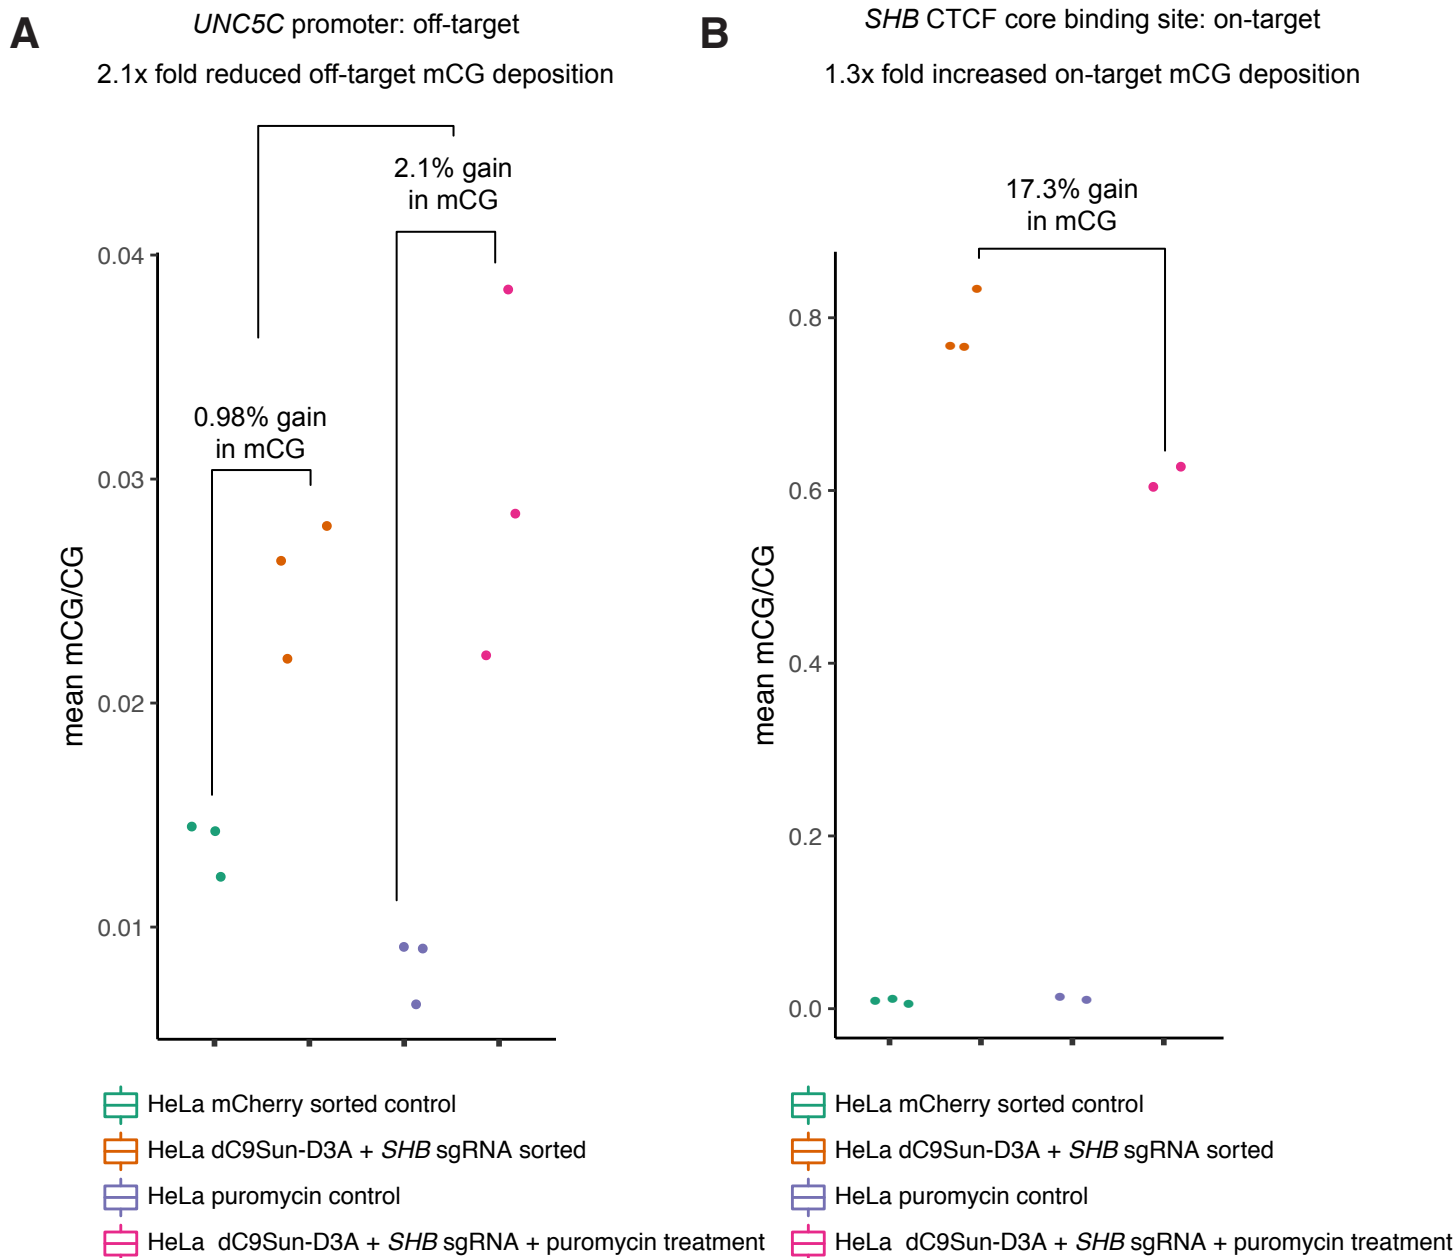 A
UNC5C promoter: off-target
2.1x fold reduced off-target mCG deposition
2.1% gain
in mCG
0.98% gain
in mCG
mean mCG/CG
0.04
0.03
0.02
0.01
HeLa mCherry sorted control
HeLa dC9Sun-D3A + SHB sgRNA sorted
HeLa puromycin control
HeLa dC9Sun-D3A + SHB sgRNA + puromycin treatment
B
SHB CTCF core binding site: on-target
1.3x fold increased on-target mCG deposition
17.3% gain
in mCG
mean mCG/CG
0.8
0.6
0.4
0.2
0.0
HeLa mCherry sorted control
HeLa dC9Sun-D3A + SHB sgRNA sorted
HeLa puromycin control
HeLa dC9Sun-D3A + SHB sgRNA + puromycin treatment